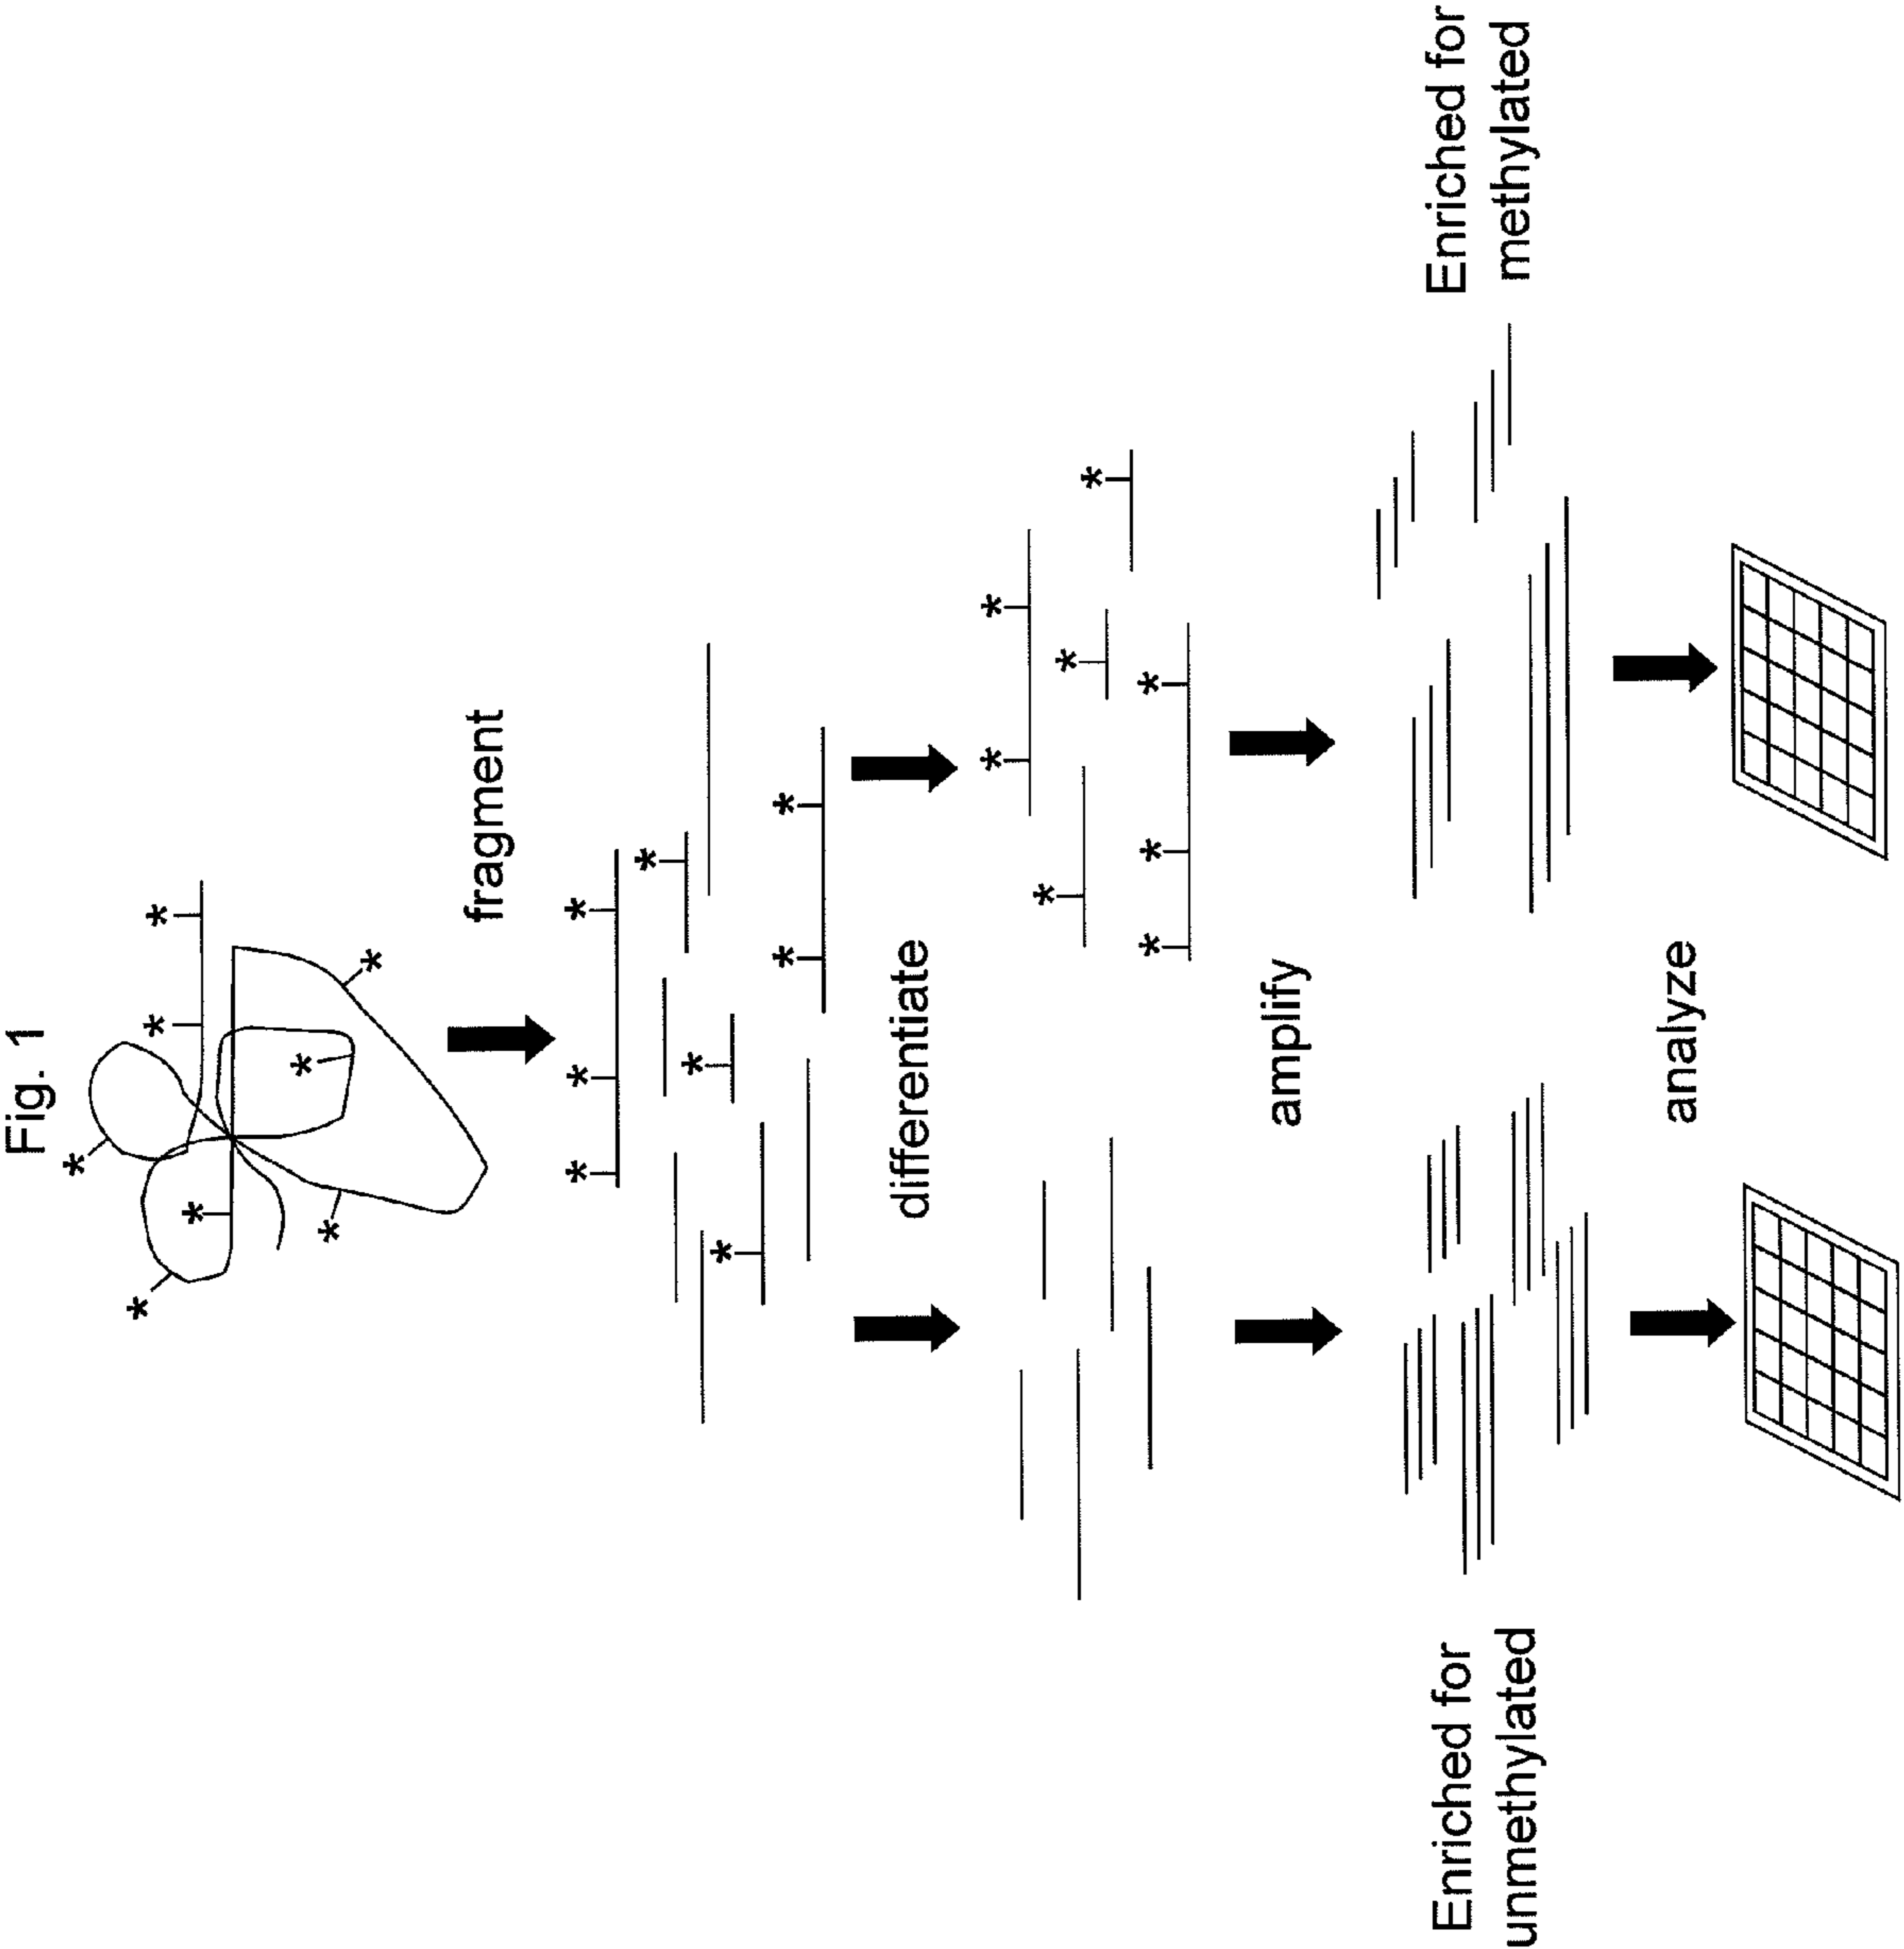 Fig. 1
fragment
differentiate
amplify
Enriched for
unmethylated
Enriched for
methylated
analyze